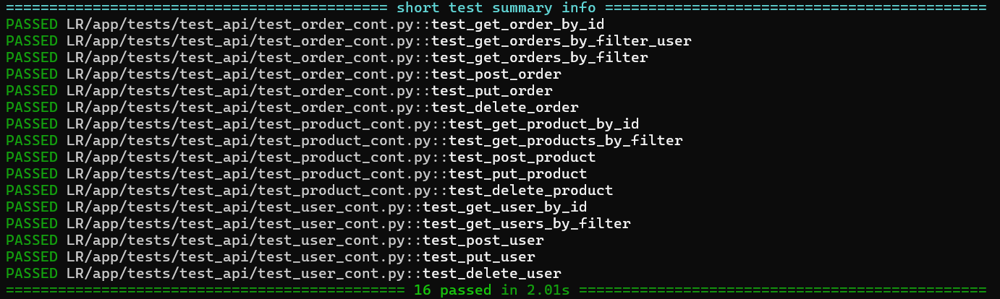 ============================================ short test summary info ============================================
PASSED LR/app/tests/test_api/test_order_cont.py::test_get_order_by_id
PASSED LR/app/tests/test_api/test_order_cont.py::test_get_orders_by_filter_user
PASSED LR/app/tests/test_api/test_order_cont.py::test_get_orders_by_filter
PASSED LR/app/tests/test_api/test_order_cont.py::test_post_order
PASSED LR/app/tests/test_api/test_order_cont.py::test_put_order
PASSED LR/app/tests/test_api/test_order_cont.py::test_delete_order
PASSED LR/app/tests/test_api/test_product_cont.py::test_get_product_by_id
PASSED LR/app/tests/test_api/test_product_cont.py::test_get_products_by_filter
PASSED LR/app/tests/test_api/test_product_cont.py::test_post_product
PASSED LR/app/tests/test_api/test_product_cont.py::test_put_product
PASSED LR/app/tests/test_api/test_product_cont.py::test_delete_product
PASSED LR/app/tests/test_api/test_user_cont.py::test_get_user_by_id
PASSED LR/app/tests/test_api/test_user_cont.py::test_get_users_by_filter
PASSED LR/app/tests/test_api/test_user_cont.py::test_post_user
PASSED LR/app/tests/test_api/test_user_cont.py::test_put_user
PASSED LR/app/tests/test_api/test_user_cont.py::test_delete_user
============================================== 16 passed in 2.01s ===============================================